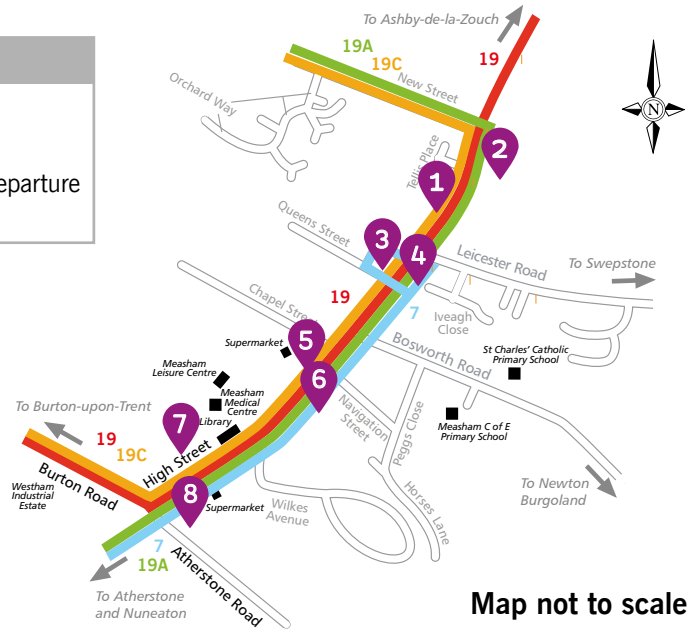 To Ashby-de-la-Zouch
19A
19C
19
New Street
Orchard Way
N
eparture
Tellis Place
1
2
Queens Street
3
4
Leicester Road
To Swepstone
Chapel Street
19
7
Iveagh
Close
5
Supermarket
Bosworth Road
St Charles' Catholic
Primary School
Measham
Leisure Centre
6
Measham
Medical
Centre
Navigation
Street
Peggs Close
Measham C of E
Primary School
To Burton-upon-Trent
7
Library
19
19C
High Street
Burton Road
Westham
Industrial
Estate
8
Supermarket
Wilkes
Avenue
Horses Lane
To Newton
Burgoland
7
19A
Atherstone Road
To Atherstone
and Nuneaton
Map not to scale